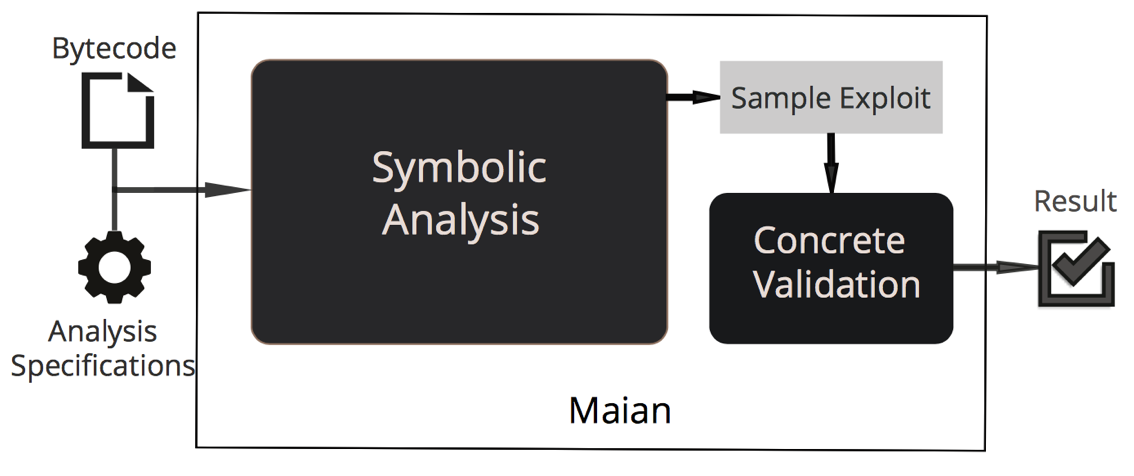 Bytecode
Analysis
Specifications
Symbolic
Analysis
Sample Exploit
Concrete
Validation
Result
Maian